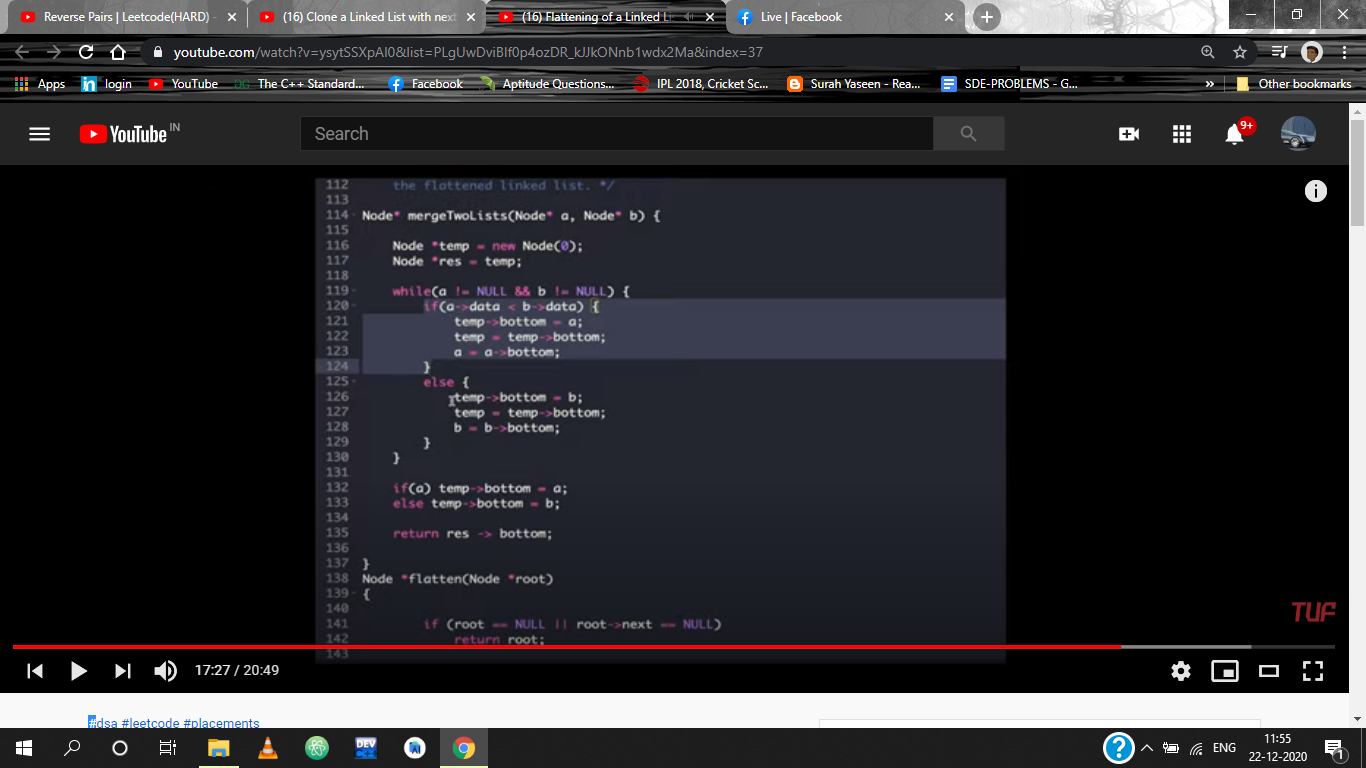 Reverse Pairs | Leetcode(HARD) -
(16) Clone a Linked List with next
(16) Flattening of a Linked Li
Live | Facebook
youtube.com/watch?v=ysytSSXpAI0&list=PLgUwDviBIf0p4ozDR_kJJkONnb1wdx2Ma&index=37
Apps
login
YouTube
The C++ Standard...
Facebook
Aptitude Questions...
IPL 2018, Cricket Sc...
Surah Yaseen - Rea...
SDE-PROBLEMS - G...
»
Other bookmarks
YouTube IN
Search
9+
112 the flattened linked list. */
113
114 Node* mergeTwoLists(Node* a, Node* b) {
115
116 Node *temp = new Node(0);
117 Node *res = temp;
118
119 while(a != NULL && b != NULL) {
120 if(a->data < b->data) {
121 temp->bottom = a;
122 temp = temp->bottom;
123 a = a->bottom;
124 }
125 else {
126 temp->bottom = b;
127 temp = temp->bottom;
128 b = b->bottom;
129 }
130 }
131
132 if(a) temp->bottom = a;
133 else temp->bottom = b;
134
135 return res -> bottom;
136
137 }
138 Node *flatten(Node *root)
139 {
140
141 if (root == NULL || root->next == NULL)
142 return root;
143
TUF
17:27 / 20:49
#dsa #leetcode #placements
DEV C++
ENG
11:55
22-12-2020
1